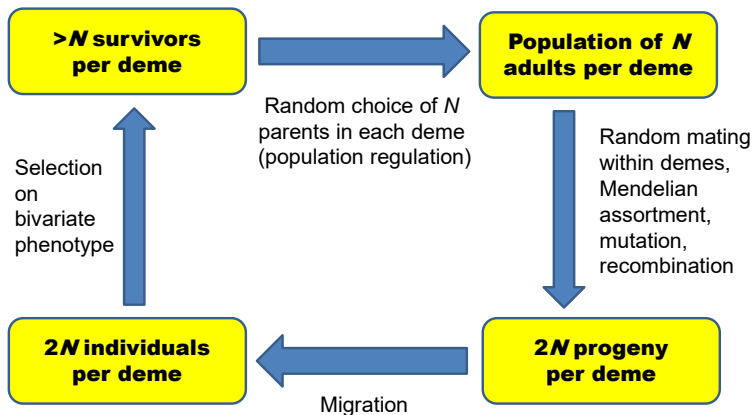 >N survivors
per deme
Population of N
adults per deme
Random choice of N
parents in each deme
(population regulation)
Random mating
within demes,
Mendelian
assortment,
mutation,
recombination
Selection
on
bivariate
phenotype
2N individuals
per deme
2N progeny
per deme
Migration